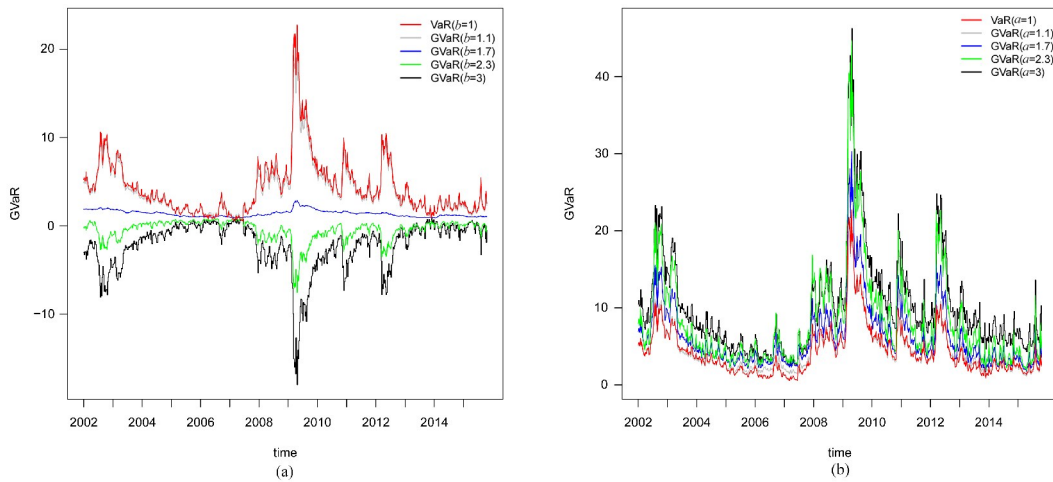 VaR(b=1)
GVaR(b=1.1)
GVaR(b=1.7)
GVaR(b=2.3)
GVaR(b=3)
20
10
0
−10
GVaR
2002 2004 2006 2008 2010 2012 2014
time
(a)
VaR(a=1)
GVaR(a=1.1)
GVaR(a=1.7)
GVaR(a=2.3)
GVaR(a=3)
40
30
20
10
0
GVaR
2002 2004 2006 2008 2010 2012 2014
time
(b)